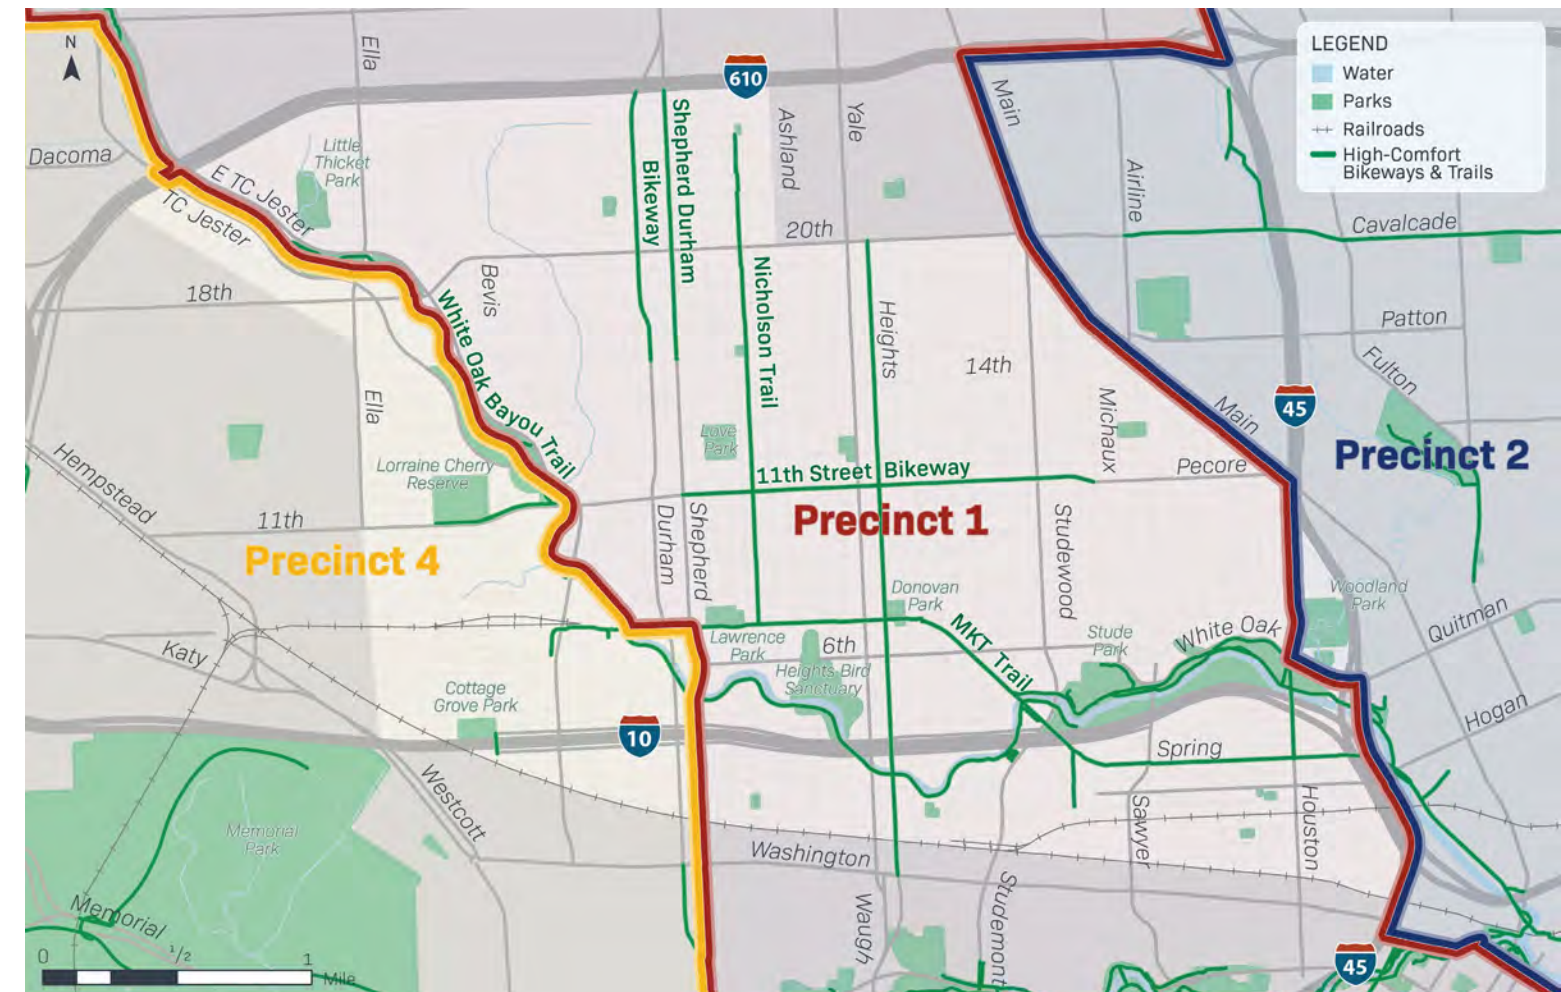 LEGEND
Water
Parks
Railroads
High-Comfort
Bikeways & Trails
N
Ella
610
Main
Shepherd Durham
Bikeway
Ashland
Yale
Airline
Dacoma
Little
Thicket
Park
E TC Jester
TC Jester
20th
Cavalcade
18th
Bevis
White Oak Bayou Trail
Nicholson Trail
Heights
14th
Patton
Fulton
Ella
Michaux
Main
45
Precinct 2
Love
Park
Hempstead
Lorraine Cherry
Reserve
11th Street Bikeway
Pecore
11th
Precinct 4
Durham
Shepherd
Precinct 1
Studewood
Donovan
Park
Woodland
Park
Quitman
Katy
Lawrence
Park
6th
MKT Trail
Stude
Park
White Oak
Heights Bird
Sanctuary
Cottage
Grove Park
10
Hogan
Spring
Westcott
Memorial
Park
Washington
Sawyer
Houston
Memorial
Waugh
Studemont
45
0
1/2
1
Mile